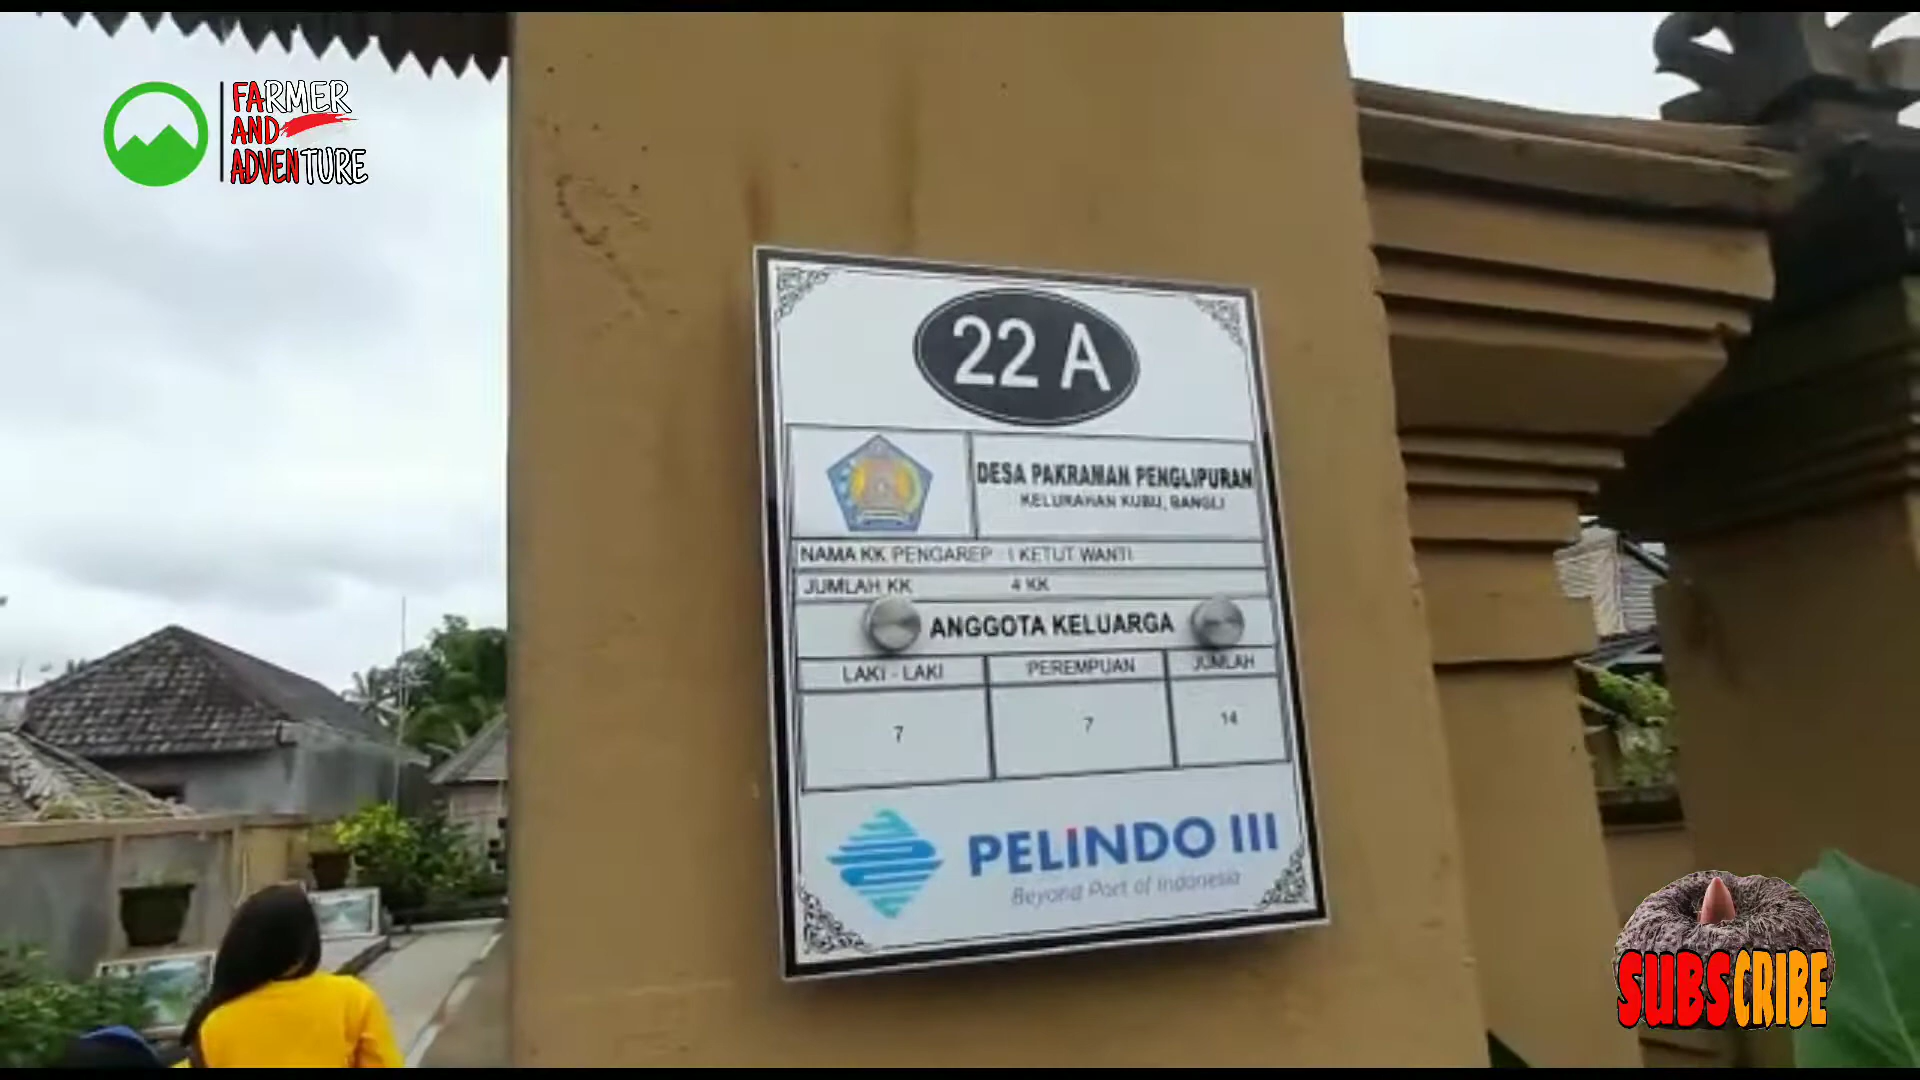 FARMER
AND
ADVENTURE
22 A
DESA PAKRAMAN PENGLIPURAN
KELURAHAN KUBU, BANGLI
NAMA KK PENGAREP : I KETUT WANTI
JUMLAH KK 4 KK
ANGGOTA KELUARGA
LAKI - LAKI PEREMPUAN JUMLAH
7 7 14
PELINDO III
Beyond Port of Indonesia
SUBSCRIBE